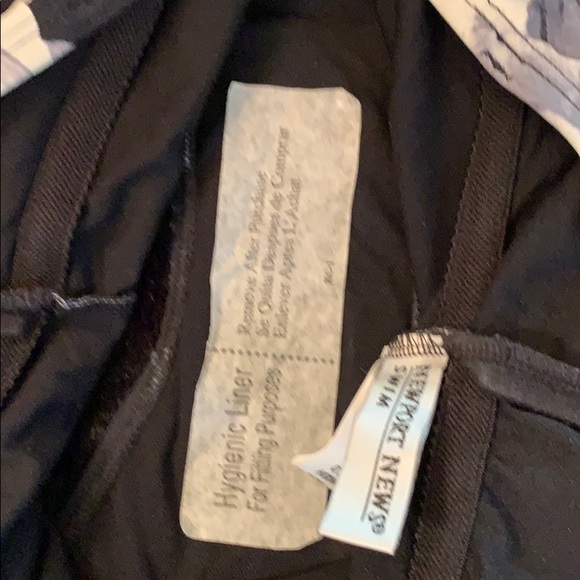 Hygienic Liner
For Fitting Purposes
Remove After Purchase
Se Quita Despues de Comprar
Enlever Apres L'Achat
NEWPORT NEWS®
SWIM